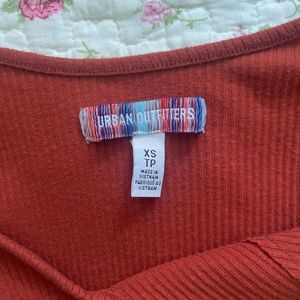 URBAN OUTFITTERS
XS
TP
MADE IN
VIETNAM
FABRIQUÉ AU
VIETNAM